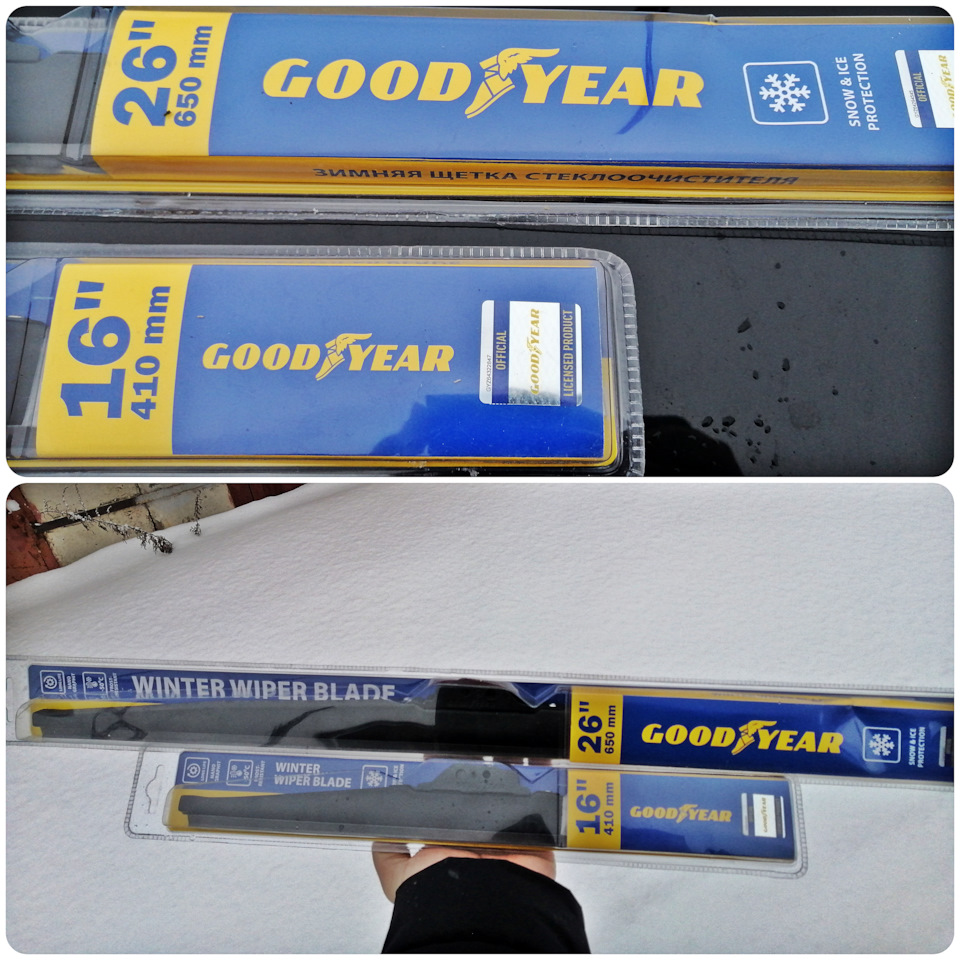 26"
650 mm
GOODYEAR
SNOW & ICE
PROTECTION
OFFICIAL
ЗИМНЯЯ ЩЕТКА СТЕКЛООЧИСТИТЕЛЯ
16"
410 mm
GOODYEAR
OFFICIAL
GOODYEAR
LICENSED PRODUCT
WINTER WIPER BLADE
26"
650 mm
GOODYEAR
SNOW & ICE
PROTECTION
WINTER
WIPER BLADE
16"
410 mm
GOODYEAR
GOODYEAR